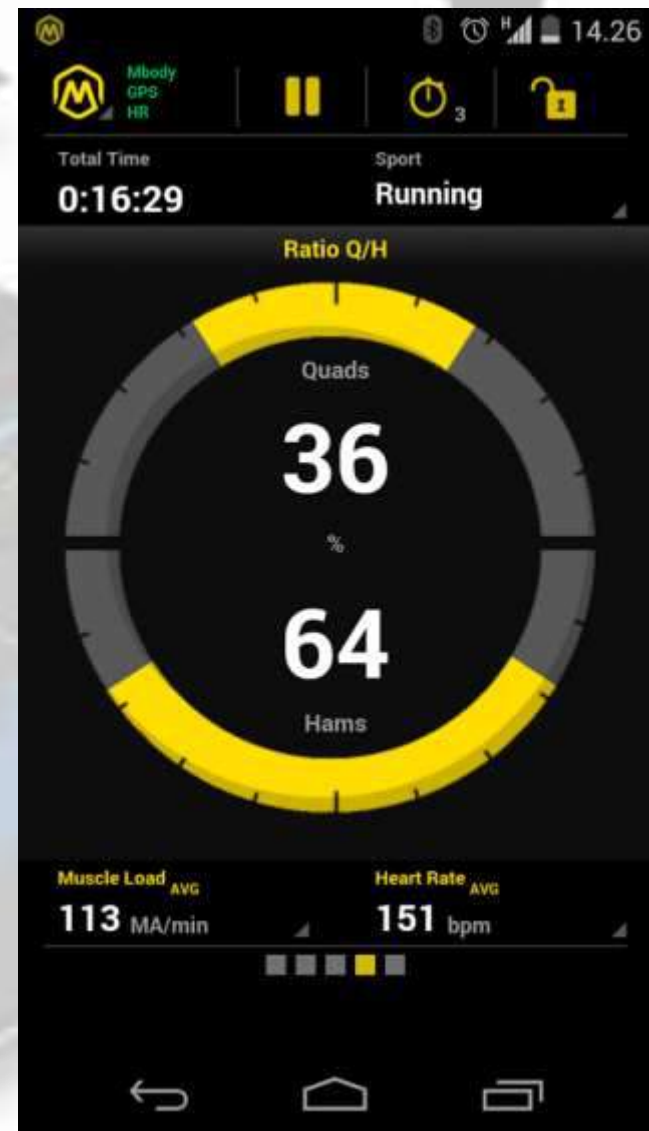 H 14.26
Mbody
GPS
HR
3
Total Time
Sport
0:16:29
Running
Ratio Q/H
Quads
36
%
64
Hams
Muscle Load AVG
Heart Rate AVG
113 MA/min
151 bpm